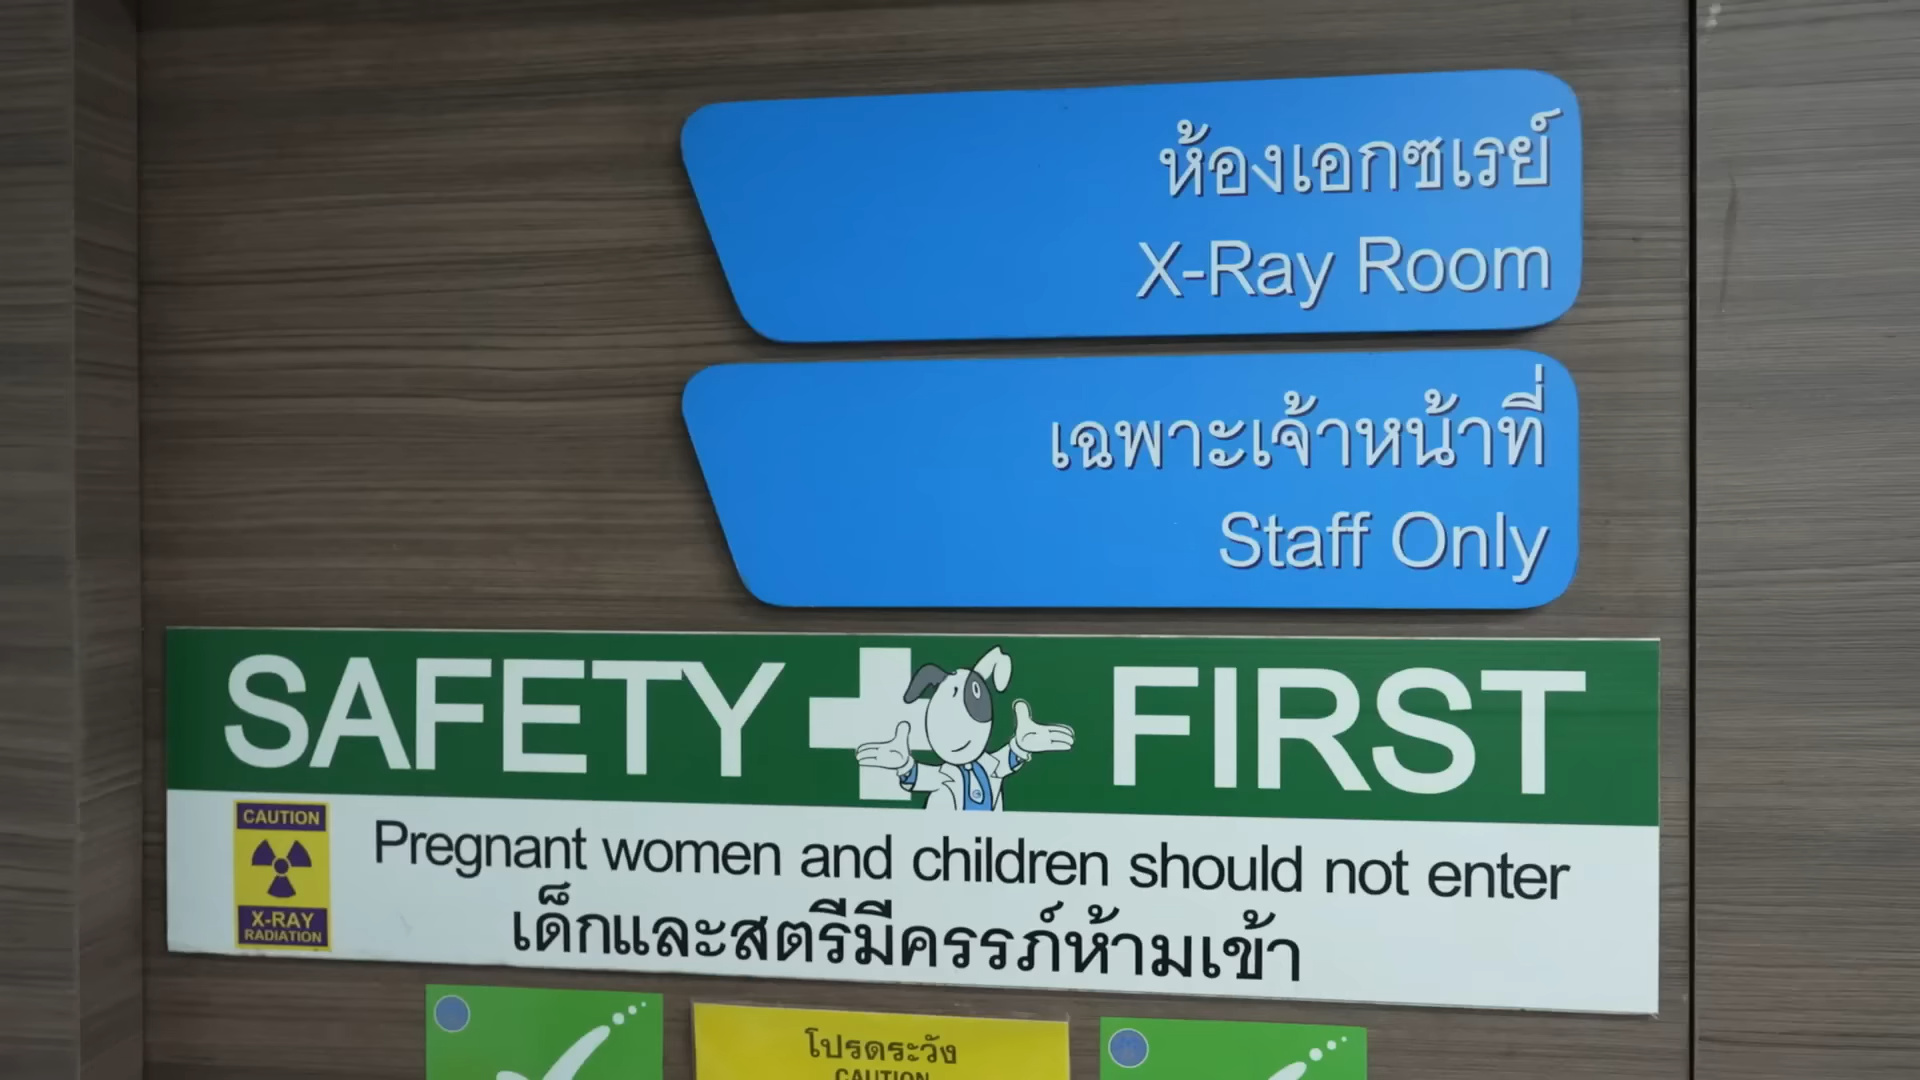 ห้องเอกซเรย์
X-Ray Room
เฉพาะเจ้าหน้าที่
Staff Only
SAFETY FIRST
CAUTION
X-RAY
RADIATION
Pregnant women and children should not enter
เด็กและสตรีมีครรภ์ห้ามเข้า
โปรดระวัง
CAUTION